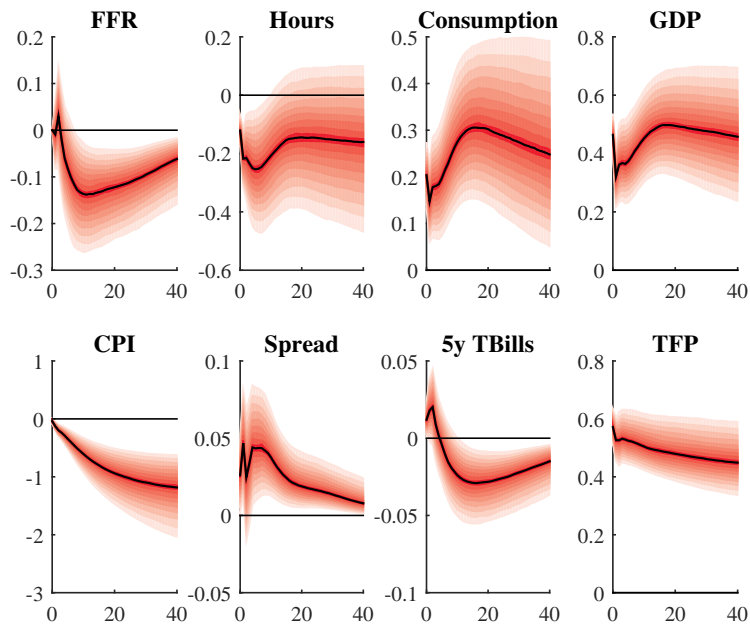 FFR Hours Consumption GDP
0.2 0.2 0.5 0.8
0.1 0 0.4 0.6
0 0.3
-0.2 0.4
-0.1 0.2
-0.2 -0.4 0.1 0.2
-0.3 -0.6 0 0
0 20 40 0 20 40 0 20 40 0 20 40
CPI Spread 5y TBills TFP
1 0.1 0.05 0.8
0 0.05 0 0.6
-1 0.4
-2 0 -0.05 0.2
-3 -0.05 -0.1 0
0 20 40 0 20 40 0 20 40 0 20 40